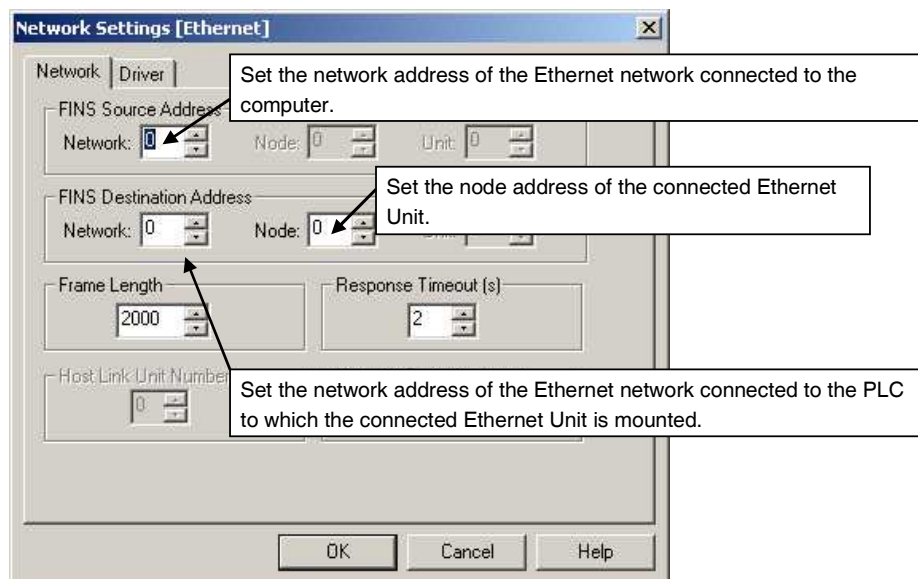 Network Settings [Ethernet]
Network Driver
Set the network address of the Ethernet network connected to the
computer.
FINS Source Address
Network: 0 Node: 0 Unit: 0
Set the node address of the connected Ethernet
Unit.
FINS Destination Address
Network: 0 Node: 0
Frame Length
Response Timeout (s)
2000
2
Host Link Unit Number
0
Set the network address of the Ethernet network connected to the PLC
to which the connected Ethernet Unit is mounted.
OK Cancel Help